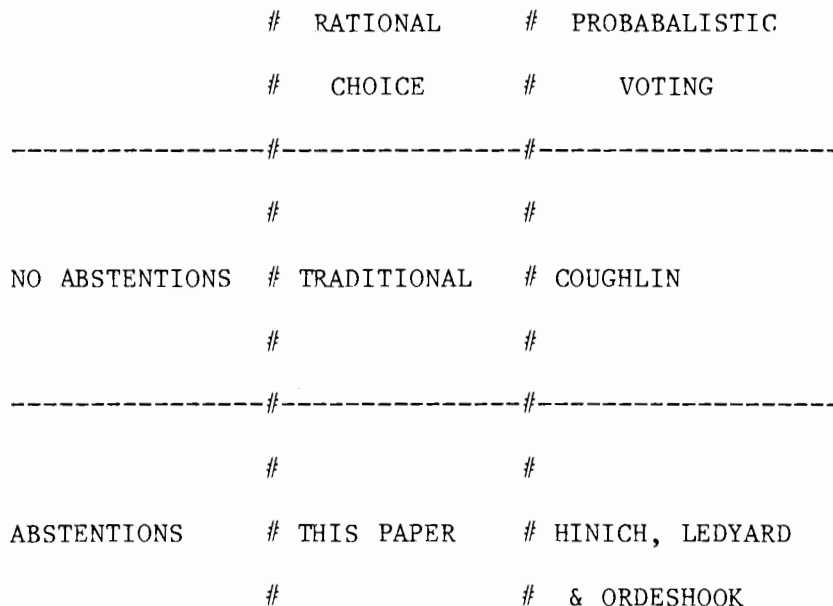 # RATIONAL # PROBABALISTIC
# CHOICE # VOTING
----------------#---------------#------------------
# #
NO ABSTENTIONS # TRADITIONAL # COUGHLIN
# #
----------------#---------------#------------------
# #
ABSTENTIONS # THIS PAPER # HINICH, LEDYARD
# # & ORDESHOOK